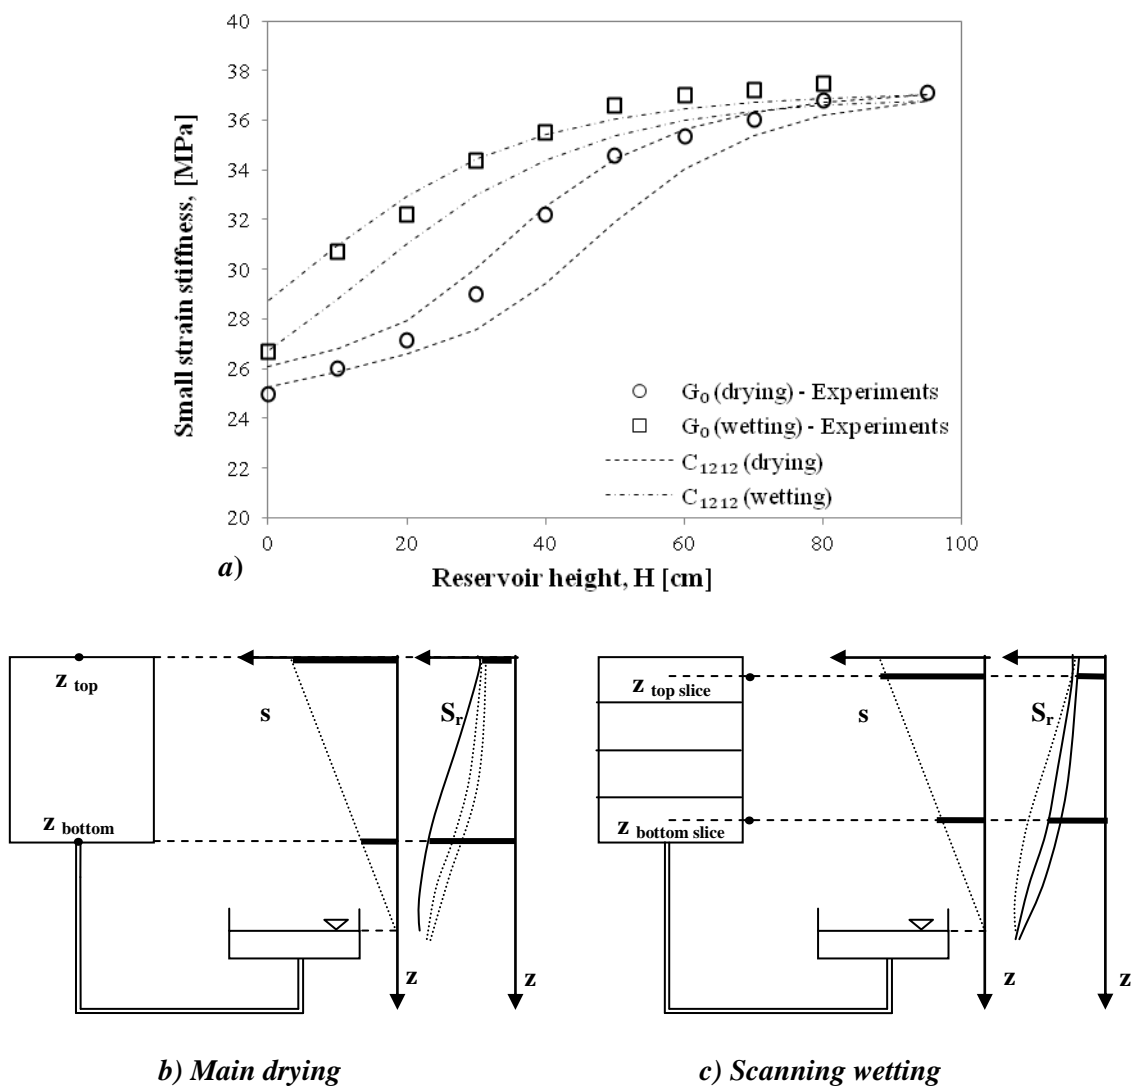 40
38
36
34
32
30
28
26
24
22
20
Small strain stiffness, [MPa]
G0 (drying) - Experiments
G0 (wetting) - Experiments
C1212 (drying)
C1212 (wetting)
0 20 40 60 80 100
a)
Reservoir height, H [cm]
z top
s
Sr
z bottom
z
z
z top slice
s
Sr
z bottom slice
z
z
b) Main drying
c) Scanning wetting